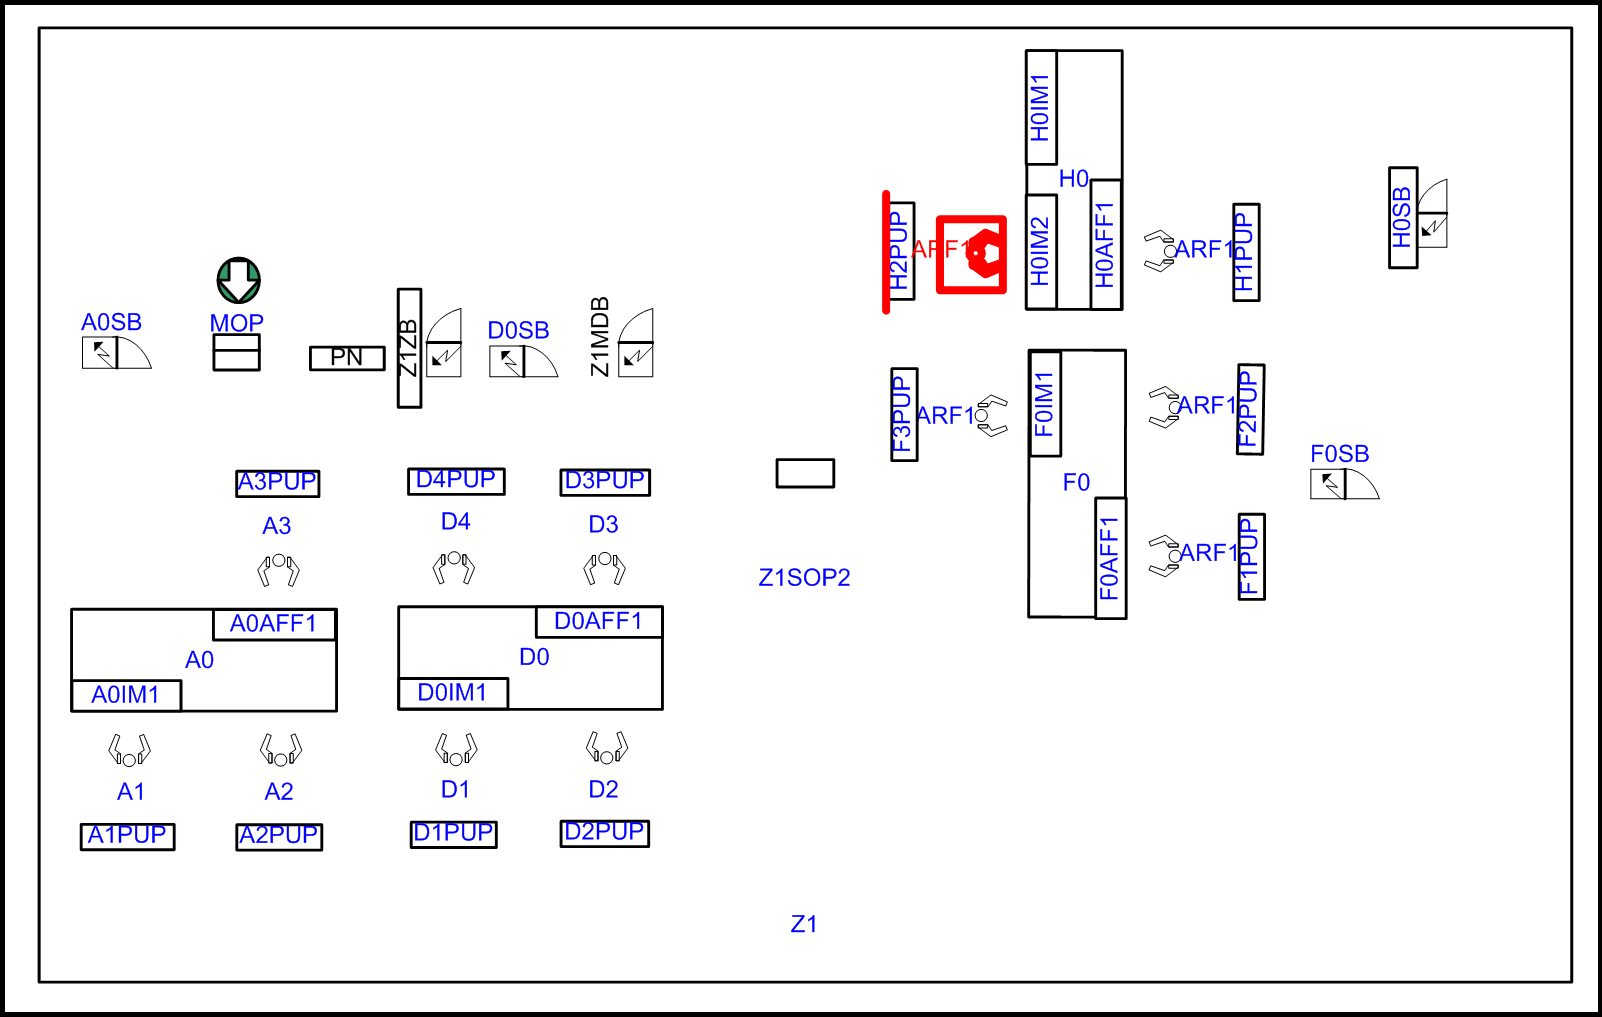 H0IM1
H0
H0SB
H2PUP
ARF1
H0IM2
H0AFF1
ARF1
H1PUP
A0SB
MOP
PN
Z1ZB
D0SB
Z1MDB
F3PUP
ARF1
F0IM1
ARF1
F2PUP
F0SB
A3PUP
D4PUP
D3PUP
F0
A3
D4
D3
Z1SOP2
F0AFF1
ARF1
F1PUP
A0AFF1
D0AFF1
A0
D0
A0IM1
D0IM1
A1
A2
D1
D2
A1PUP
A2PUP
D1PUP
D2PUP
Z1